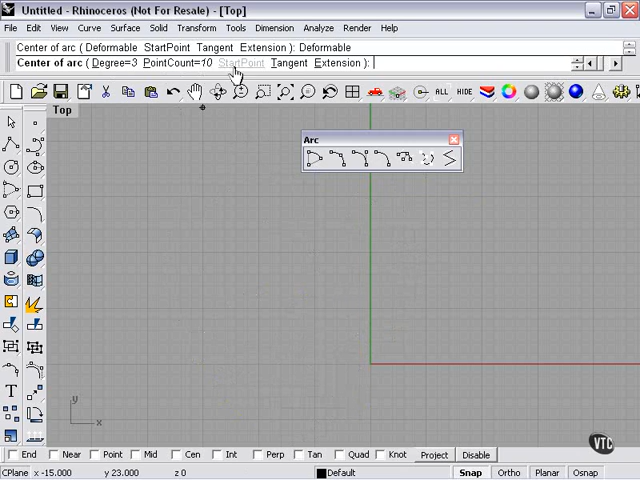 Untitled - Rhinoceros (Not For Resale) - [Top]
File Edit View Curve Surface Solid Transform Tools Dimension Analyze Render Help
Center of arc ( Deformable StartPoint Tangent Extension ): Deformable
Center of arc ( Degree=3 PointCount=10 StartPoint Tangent Extension ):
ALL HIDE
Top
Arc
T
y
x
VTC
End Near Point Mid Cen Int Perp Tan Quad Knot Project Disable
CPlane x -15.000 y 23.000 z 0 Default Snap Ortho Planar Osnap